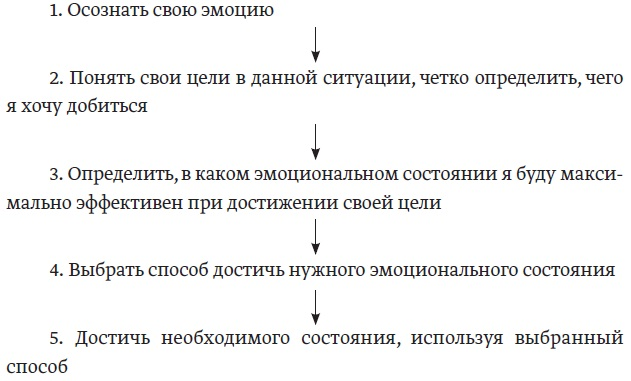 1. Осознать свою эмоцию
2. Понять свои цели в данной ситуации, четко определить, чего
я хочу добиться
3. Определить, в каком эмоциональном состоянии я буду макси-
мально эффективен при достижении своей цели
4. Выбрать способ достичь нужного эмоционального состояния
5. Достичь необходимого состояния, используя выбранный
способ